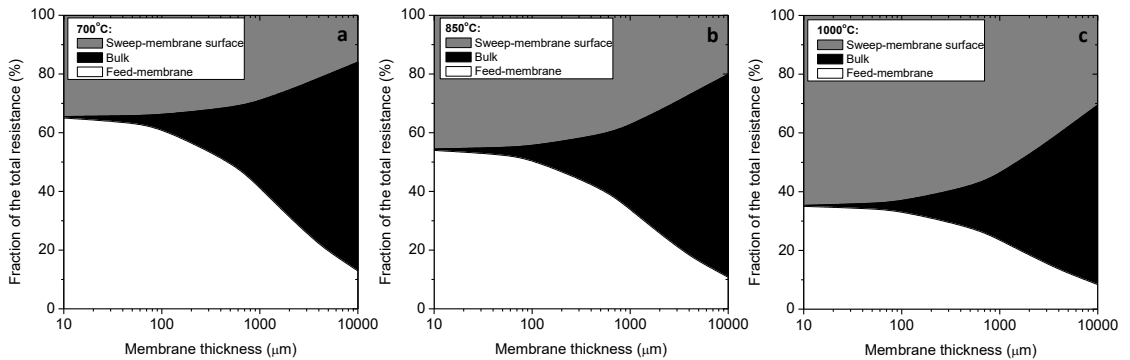 Fraction of the total resistance (%)
100
80
60
40
20
0
700°C:
Sweep-membrane surface
Bulk
Feed-membrane
a
10
100
1000
10000
Membrane thickness (μm)
Fraction of the total resistance (%)
100
80
60
40
20
0
850°C:
Sweep-membrane surface
Bulk
Feed-membrane
b
10
100
1000
10000
Membrane thickness (μm)
Fraction of the total resistance (%)
100
80
60
40
20
0
1000°C:
Sweep-membrane surface
Bulk
Feed-membrane
c
10
100
1000
10000
Membrane thickness (μm)